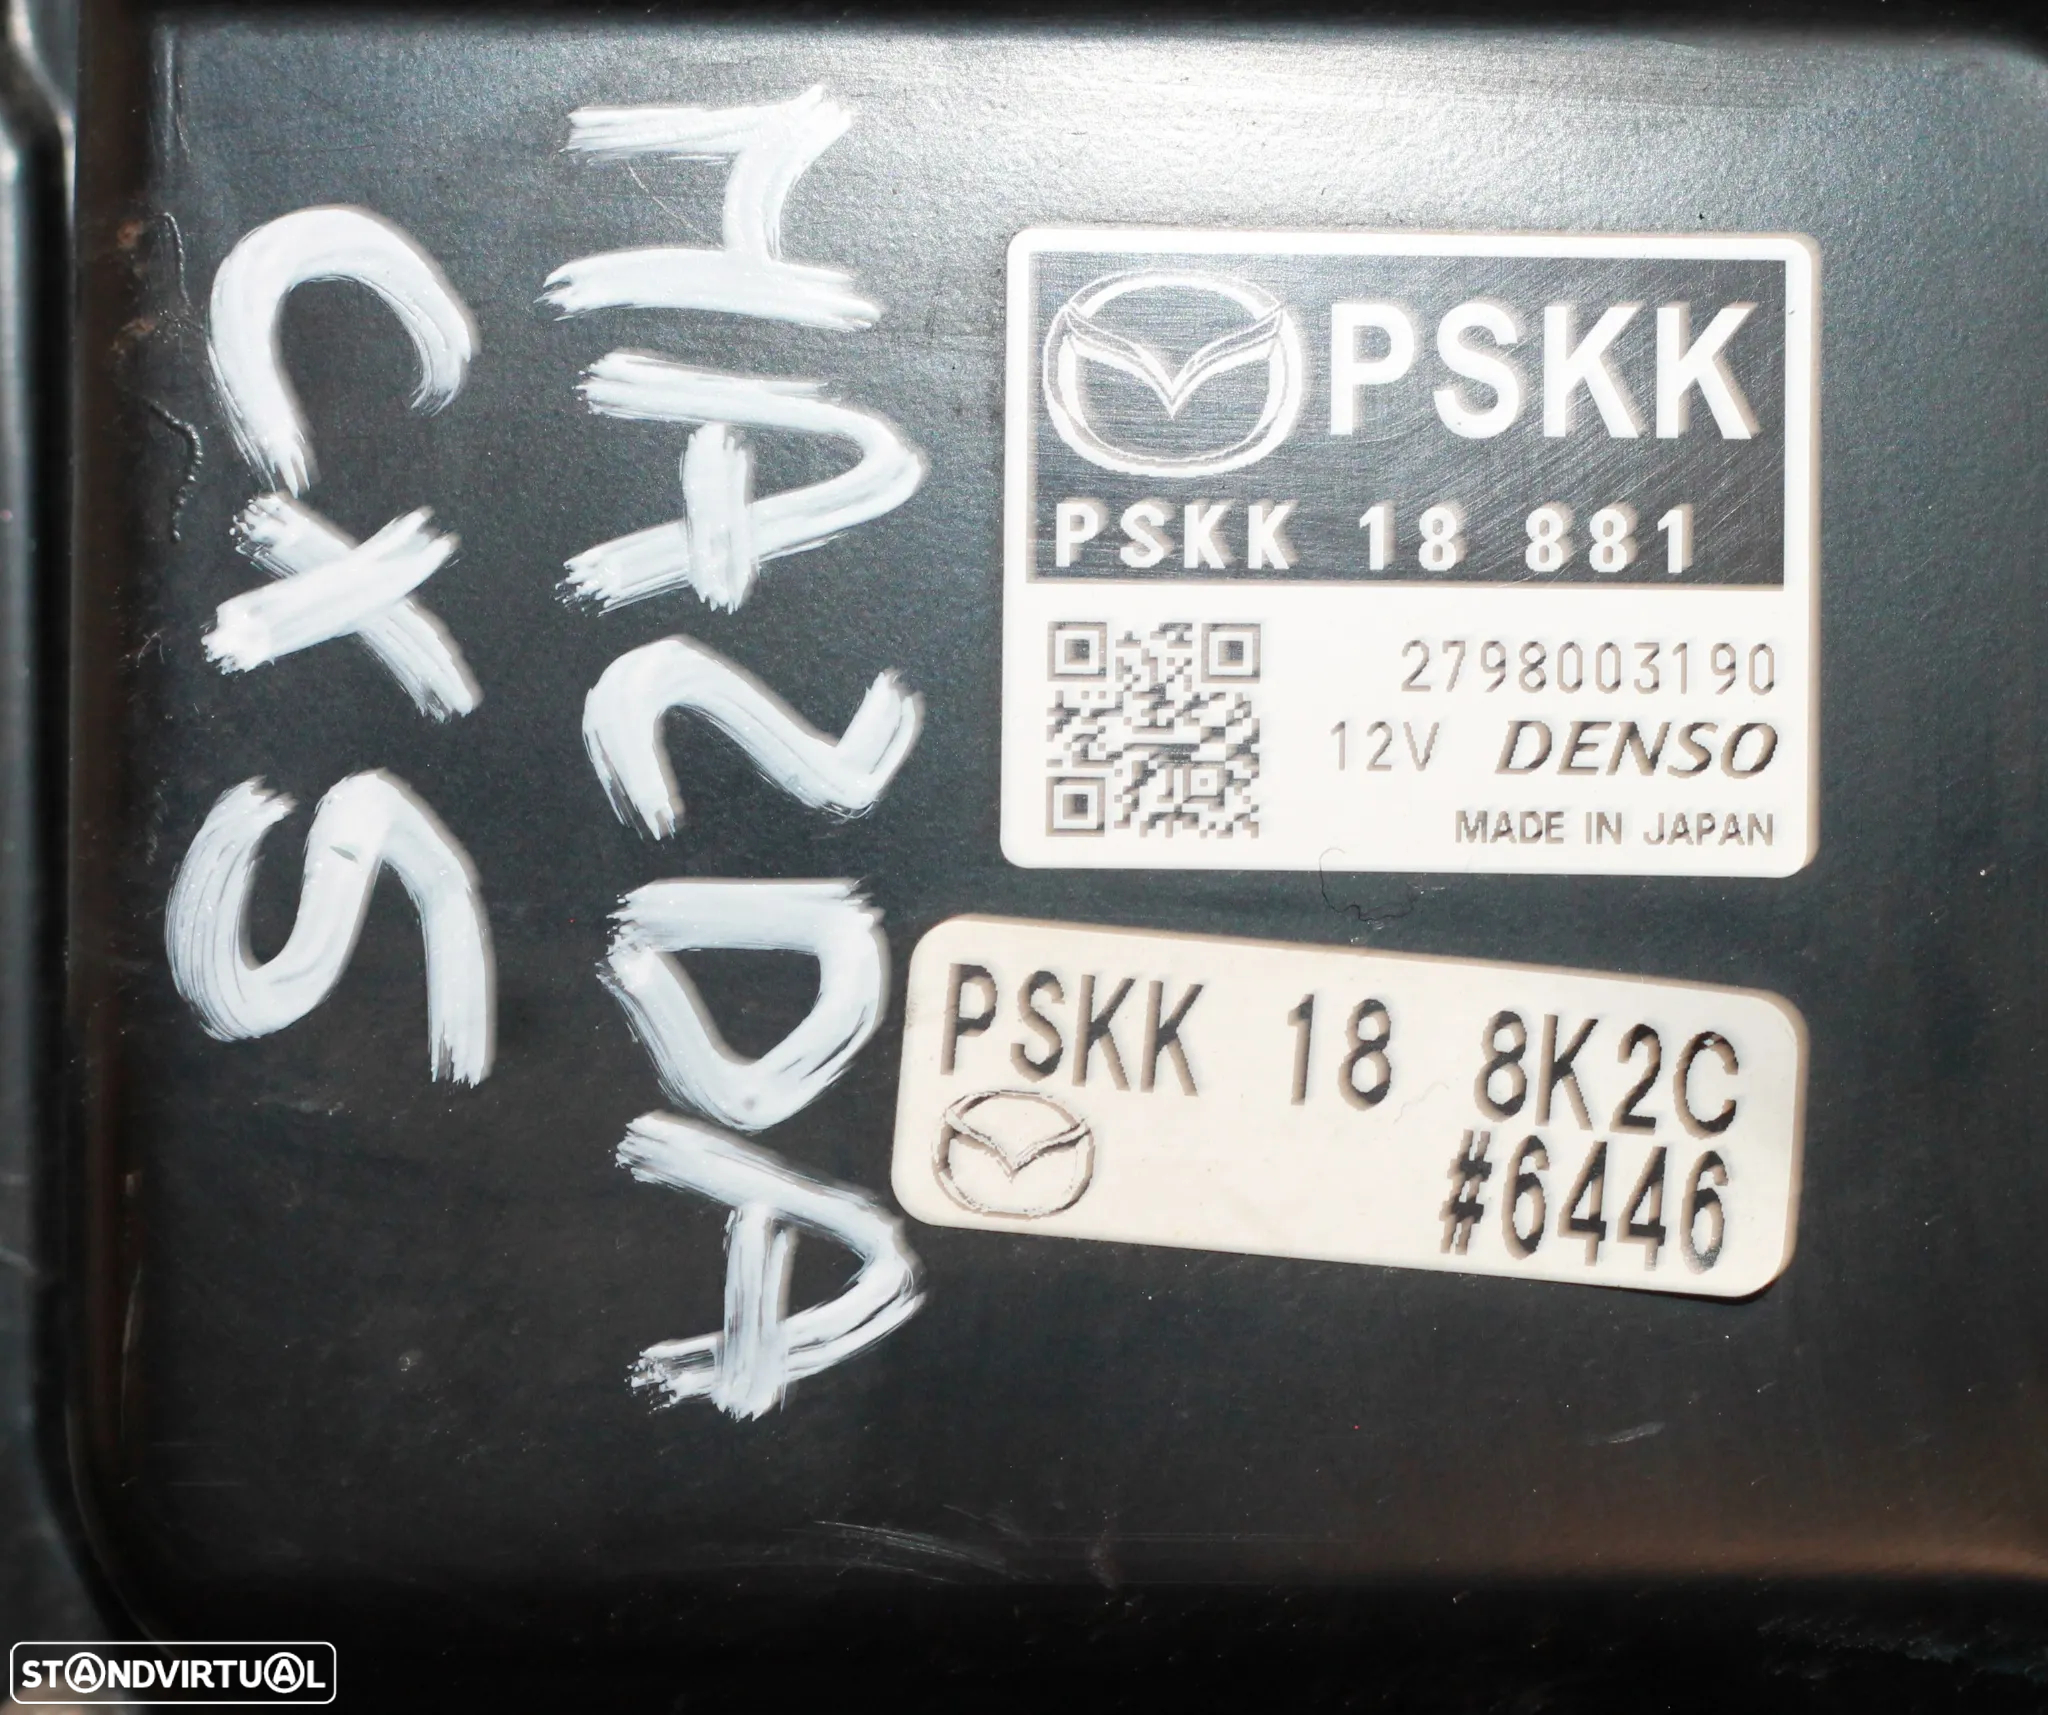 MAZDA
CX5
PSKK
PSKK 18 881
2798003190
12V DENSO
MADE IN JAPAN
PSKK 18 8K2C
#6446
STANDVIRTUAL